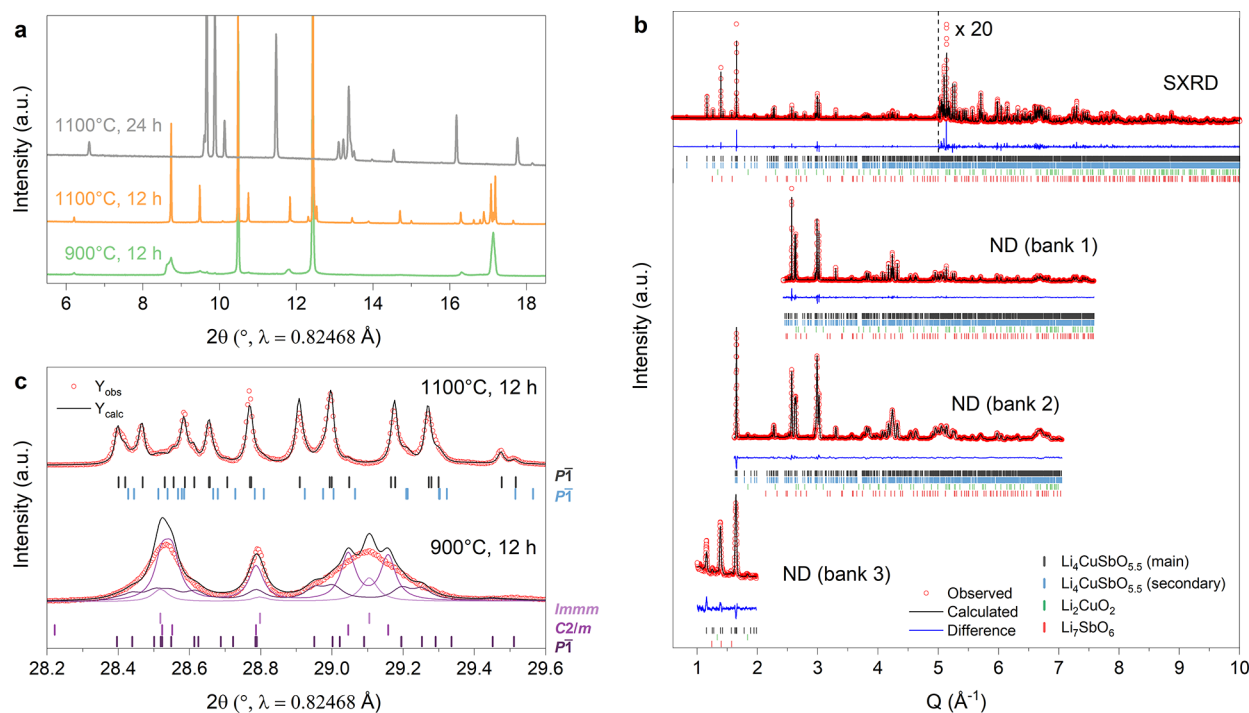 a
Intensity (a.u.)
1100°C, 24 h
1100°C, 12 h
900°C, 12 h
6 8 10 12 14 16 18
2θ (°, λ = 0.82468 Å)
b
Intensity (a.u.)
x 20
SXRD
ND (bank 1)
ND (bank 2)
ND (bank 3)
Observed
Calculated
Difference
Li₄CuSbO₅.₅ (main)
Li₄CuSbO₅.₅ (secondary)
Li₂CuO₂
Li₇SbO₆
1 2 3 4 5 6 7 8 9 10
Q (Å⁻¹)
c
Intensity (a.u.)
Yobs
Ycalc
1100°C, 12 h
P1̅
P1̅
900°C, 12 h
Immm
C2/m
P1̅
28.2 28.4 28.6 28.8 29.0 29.2 29.4 29.6
2θ (°, λ = 0.82468 Å)